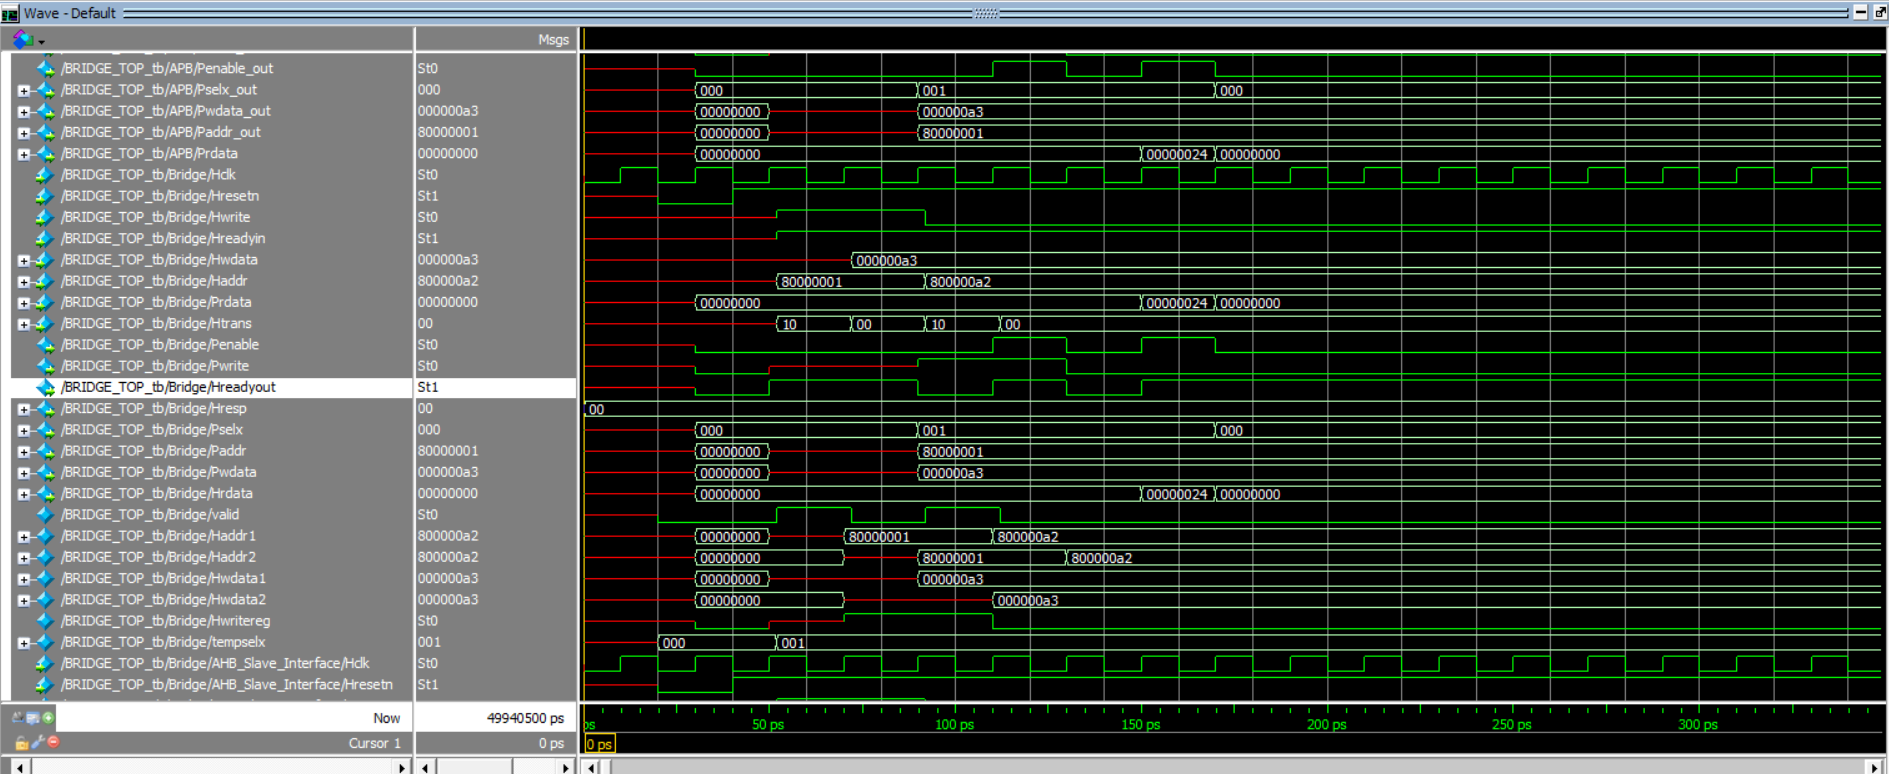 Wave - Default
Msgs
/BRIDGE_TOP_tb/APB/Penable_out St0
/BRIDGE_TOP_tb/APB/Pselx_out 000 000 001 000
/BRIDGE_TOP_tb/APB/Pwdata_out 000000a3 00000000 000000a3
/BRIDGE_TOP_tb/APB/Paddr_out 80000001 00000000 80000001
/BRIDGE_TOP_tb/APB/Prdata 00000000 00000000 00000024 00000000
/BRIDGE_TOP_tb/Bridge/Hclk St0
/BRIDGE_TOP_tb/Bridge/Hresetn St1
/BRIDGE_TOP_tb/Bridge/Hwrite St0
/BRIDGE_TOP_tb/Bridge/Hreadyin St1
/BRIDGE_TOP_tb/Bridge/Hwdata 000000a3 000000a3
/BRIDGE_TOP_tb/Bridge/Haddr 800000a2 80000001 800000a2
/BRIDGE_TOP_tb/Bridge/Prdata 00000000 00000000 00000024 00000000
/BRIDGE_TOP_tb/Bridge/Htrans 00 10 00 10 00
/BRIDGE_TOP_tb/Bridge/Penable St0
/BRIDGE_TOP_tb/Bridge/Pwrite St0
/BRIDGE_TOP_tb/Bridge/Hreadyout St1
/BRIDGE_TOP_tb/Bridge/Hresp 00 00
/BRIDGE_TOP_tb/Bridge/Pselx 000 000 001 000
/BRIDGE_TOP_tb/Bridge/Paddr 80000001 00000000 80000001
/BRIDGE_TOP_tb/Bridge/Pwdata 000000a3 00000000 000000a3
/BRIDGE_TOP_tb/Bridge/Hrdata 00000000 00000000 00000024 00000000
/BRIDGE_TOP_tb/Bridge/valid St0
/BRIDGE_TOP_tb/Bridge/Haddr1 800000a2 00000000 80000001 800000a2
/BRIDGE_TOP_tb/Bridge/Haddr2 800000a2 00000000 80000001 800000a2
/BRIDGE_TOP_tb/Bridge/Hwdata1 000000a3 00000000 000000a3
/BRIDGE_TOP_tb/Bridge/Hwdata2 000000a3 00000000 000000a3
/BRIDGE_TOP_tb/Bridge/Hwritereg St0
/BRIDGE_TOP_tb/Bridge/tempselx 001 000 001
/BRIDGE_TOP_tb/Bridge/AHB_Slave_Interface/Hclk St0
/BRIDGE_TOP_tb/Bridge/AHB_Slave_Interface/Hresetn St1
Now 49940500 ps ps 50 ps 100 ps 150 ps 200 ps 250 ps 300 ps
Cursor 1 0 ps 0 ps